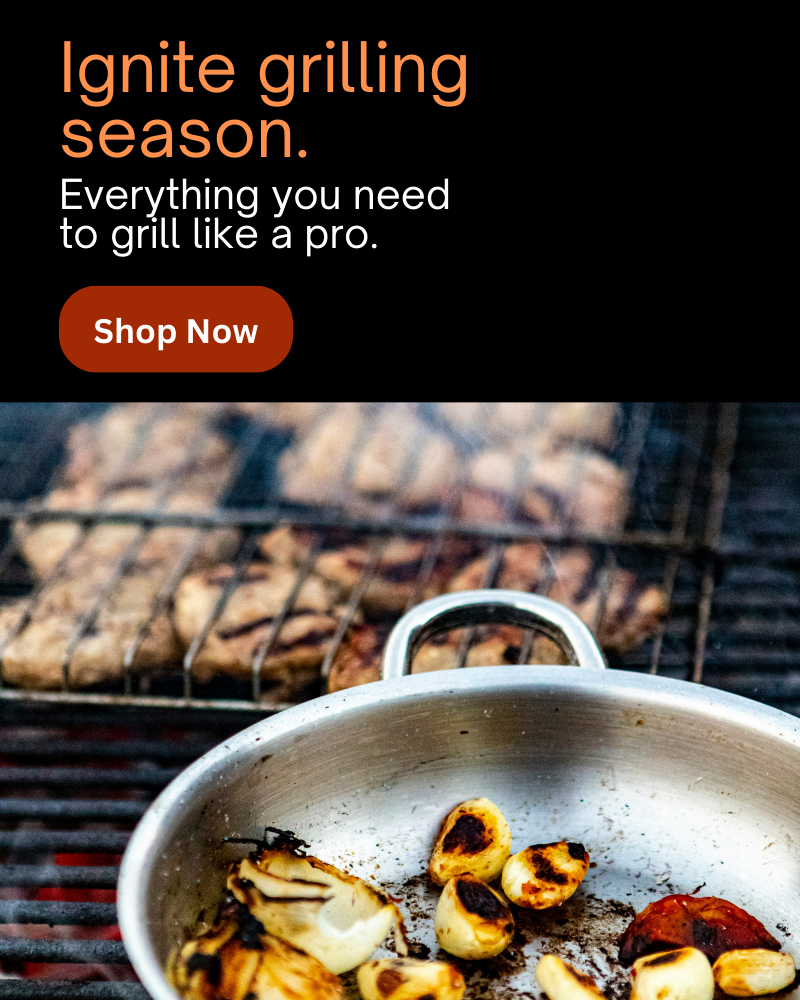 Ignite grilling
season.
Everything you need
to grill like a pro.
Shop Now